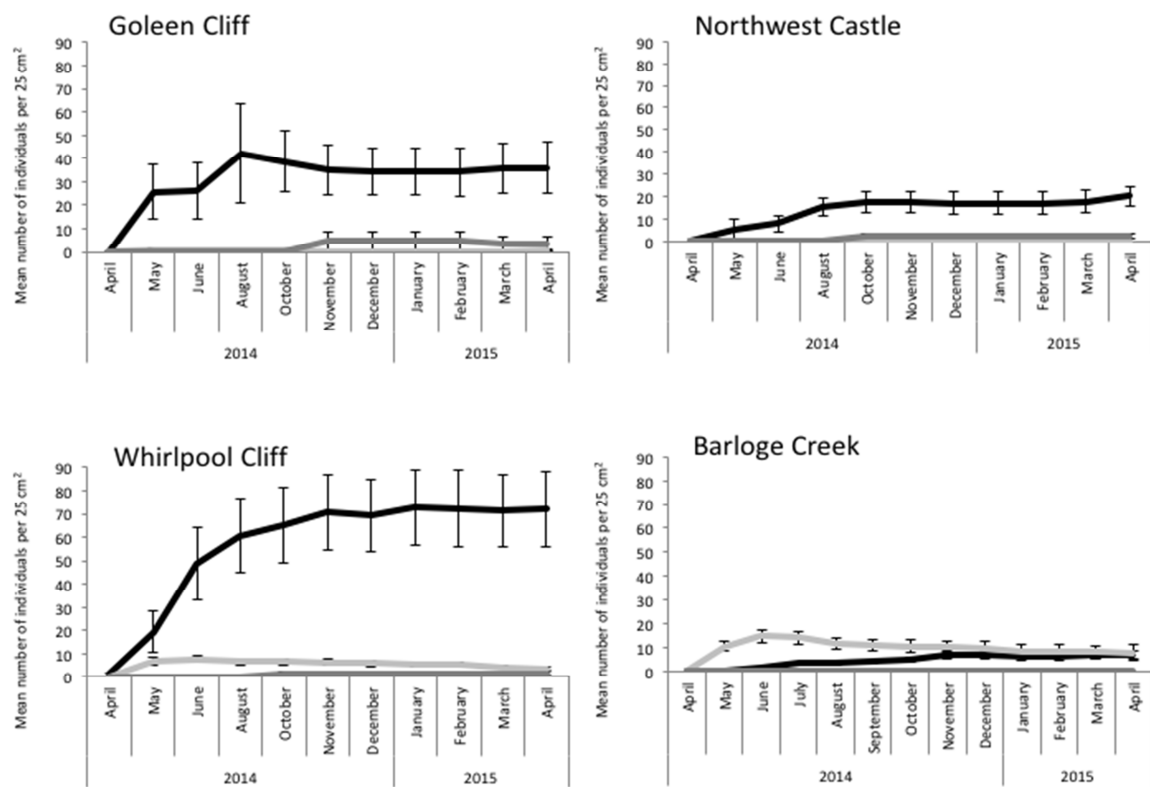 Goleen Cliff
Mean number of individuals per 25 cm²
90
80
70
60
50
40
30
20
10
0
April
May
June
August
October
November
December
January
February
March
April
2014
2015
Northwest Castle
Mean number of individuals per 25 cm²
90
80
70
60
50
40
30
20
10
0
April
May
June
August
October
November
December
January
February
March
April
2014
2015
Whirlpool Cliff
Mean number of individuals per 25 cm²
90
80
70
60
50
40
30
20
10
0
April
May
June
August
October
November
December
January
February
March
April
2014
2015
Barloge Creek
Mean number of individuals per 25 cm²
90
80
70
60
50
40
30
20
10
0
April
May
June
July
August
September
October
November
December
January
February
March
April
2014
2015